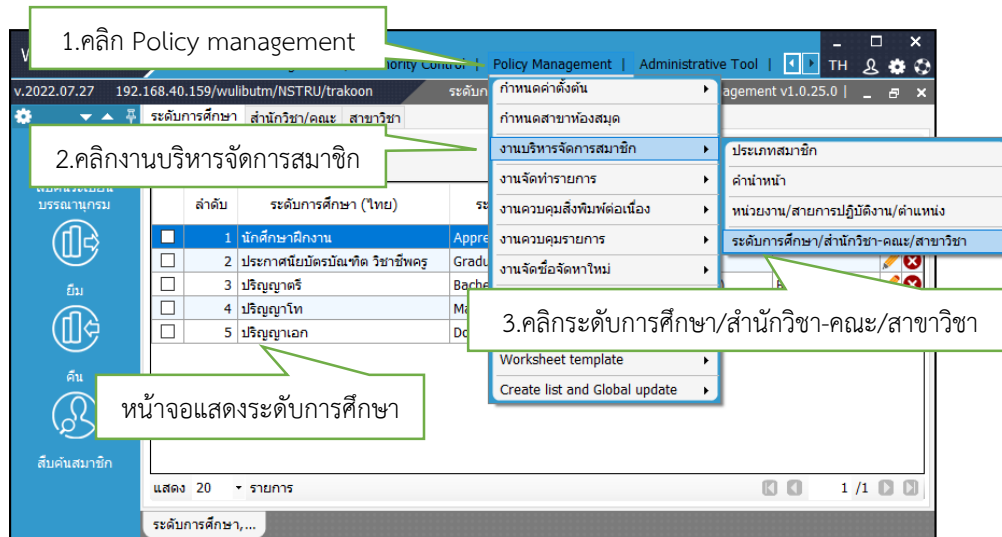 1.คลิก Policy management
Policy Management | Administrative Tool | TH
v.2022.07.27 192.168.40.159/wulibutm/NSTRU/trakoon
agement v1.0.25.0 |
ระดับการศึกษา สำนักวิชา/คณะ สาขาวิชา
กำหนดค่าตั้งต้น
กำหนดสาขาห้องสมุด
2.คลิกงานบริหารจัดการสมาชิก
งานบริหารจัดการสมาชิก
ประเภทสมาชิก
งานจัดทำรายการ
ค่านำหน้า
บรรณานุกรม
ลำดับ ระดับการศึกษา (ไทย)
งานควบคุมสิ่งพิมพ์ต่อเนื่อง
หน่วยงาน/สายการปฏิบัติงาน/ตำแหน่ง
1 นักศึกษาฝึกงาน Appre
งานควบคุมรายการ
ระดับการศึกษา/สำนักวิชา-คณะ/สาขาวิชา
2 ประกาศนียบัตรบัณฑิต วิชาชีพครู Gradu
งานจัดซื้อจัดหาใหม่
3 ปริญญาตรี Bache
ยืม
4 ปริญญาโท Ma
5 ปริญญาเอก Do
3.คลิกระดับการศึกษา/สำนักวิชา-คณะ/สาขาวิชา
Worksheet template
คืน
Create list and Global update
หน้าจอแสดงระดับการศึกษา
สืบค้นสมาชิก
แสดง 20 รายการ
1 /1
ระดับการศึกษา,...